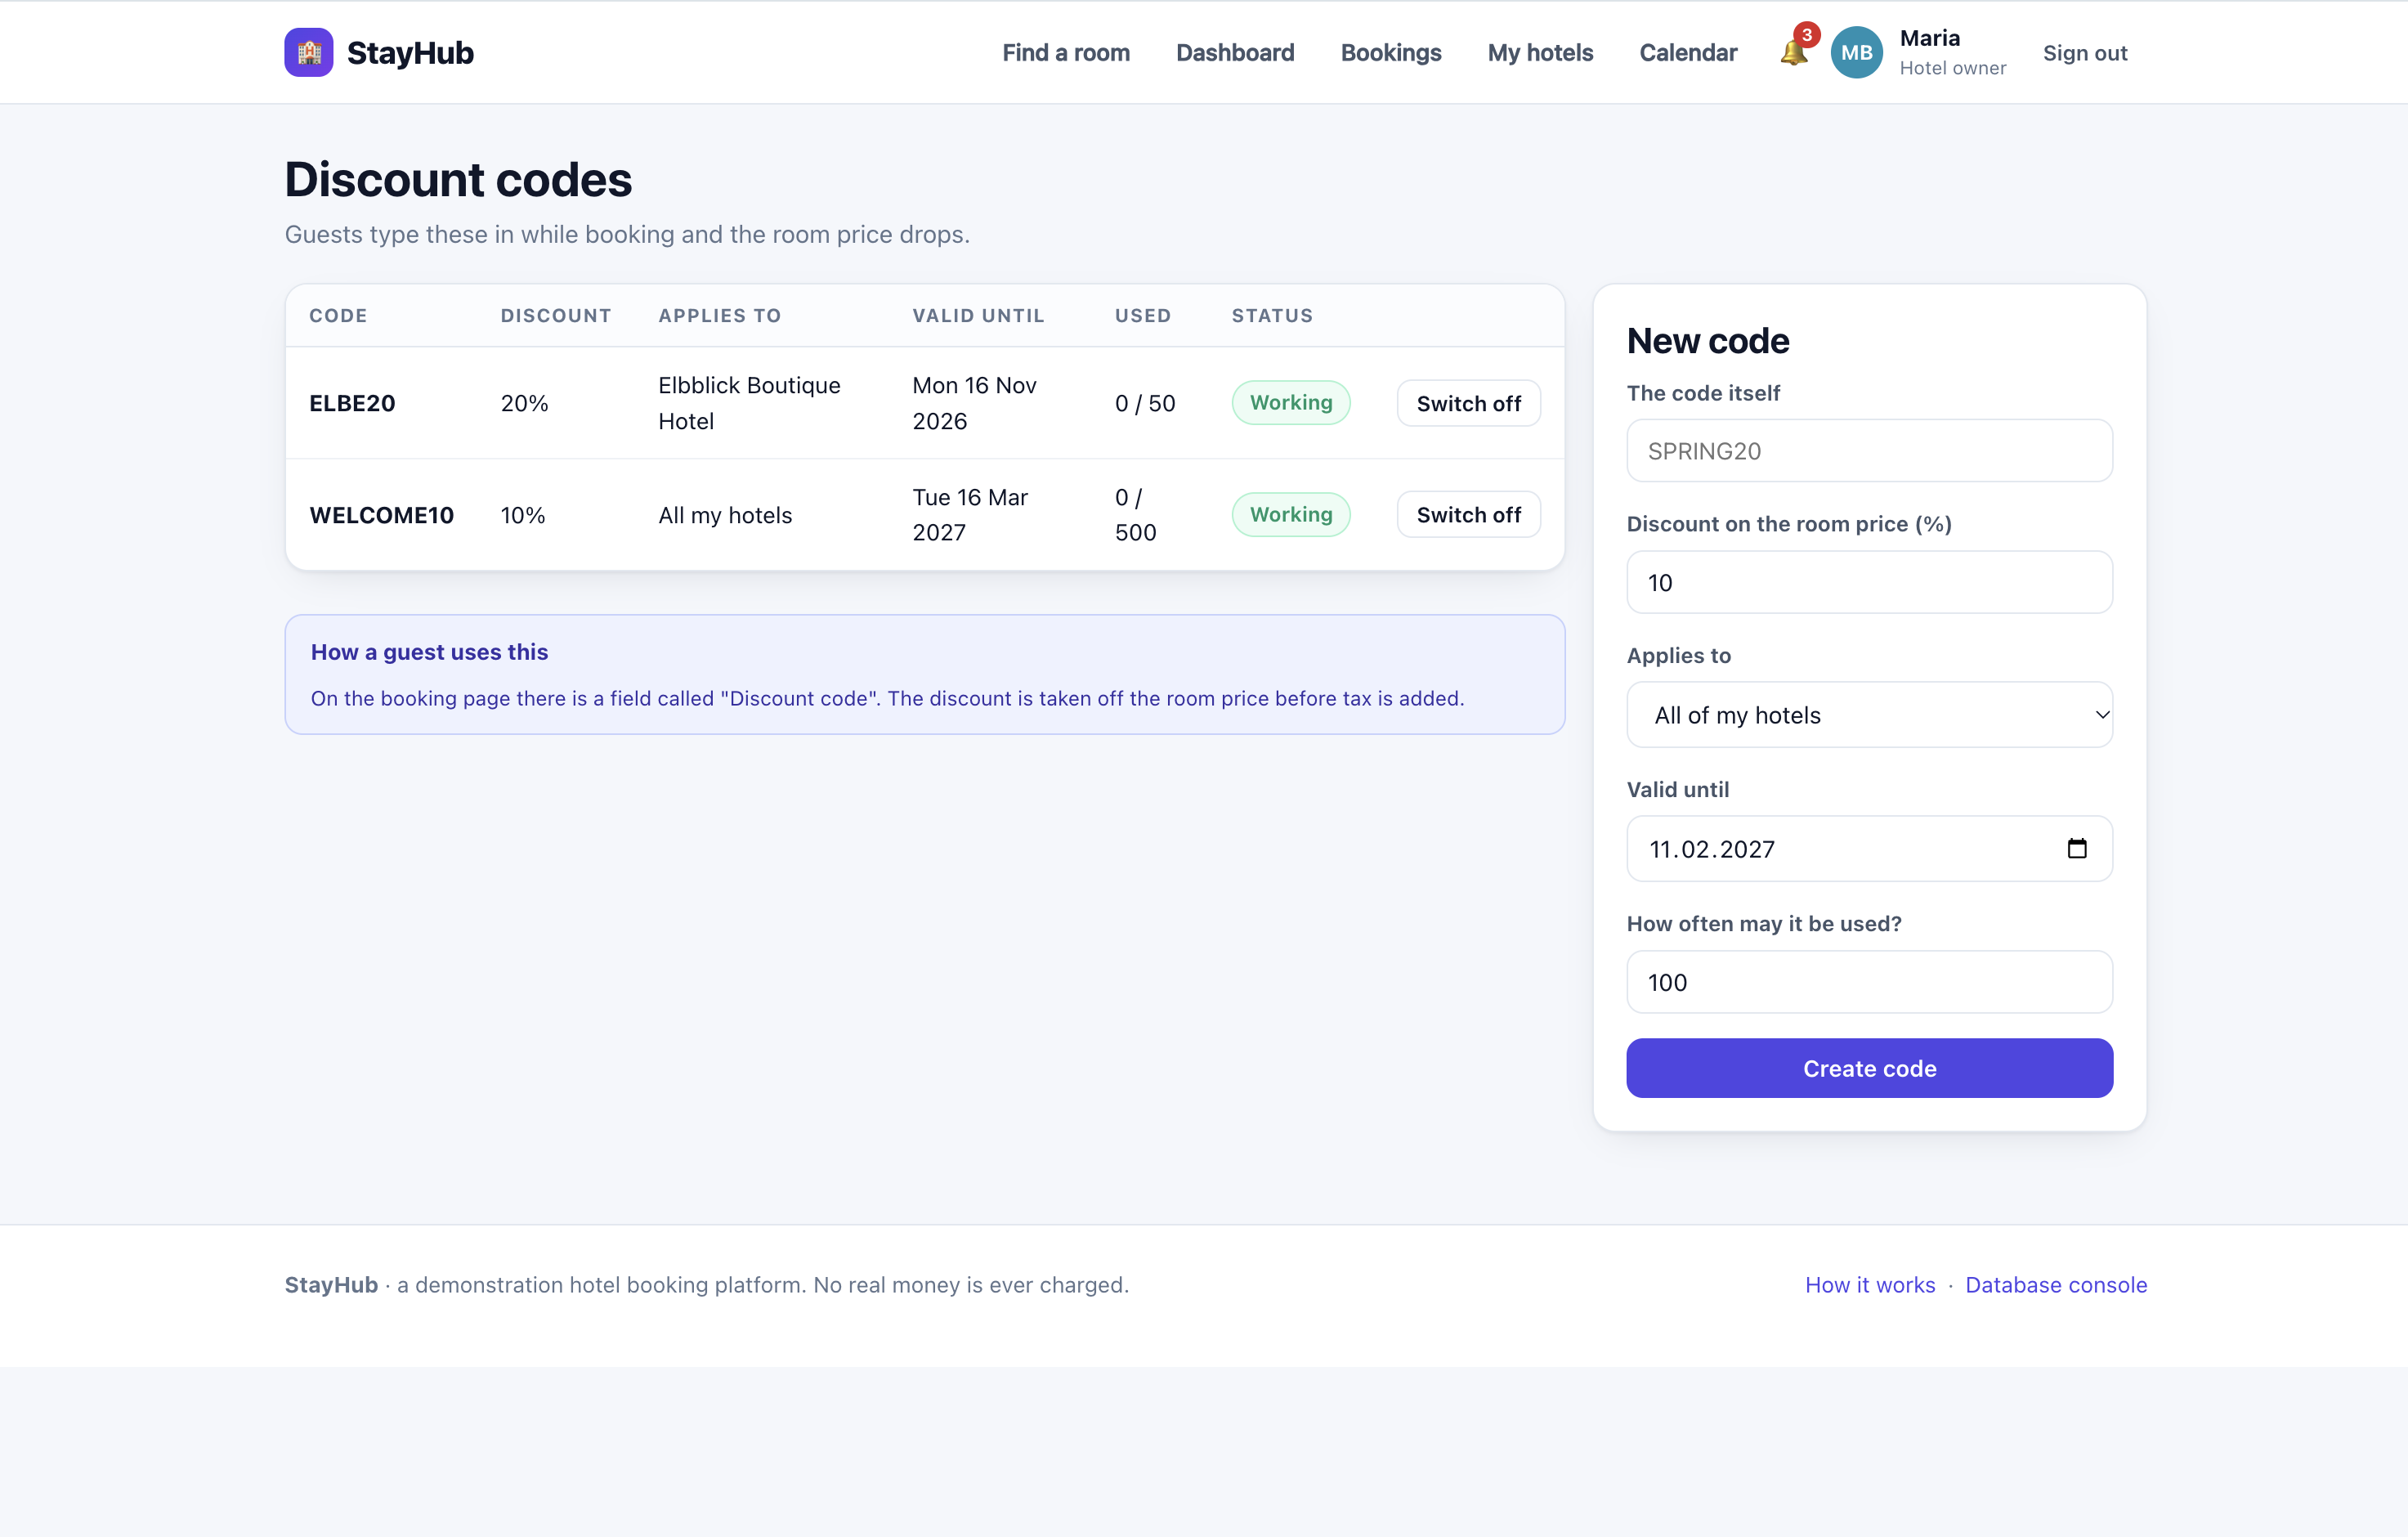 StayHub
Find a room
Dashboard
Bookings
My hotels
Calendar
3
MB
Maria
Hotel owner
Sign out
Discount codes
Guests type these in while booking and the room price drops.
CODE DISCOUNT APPLIES TO VALID UNTIL USED STATUS
ELBE20 20% Elbblick Boutique Hotel Mon 16 Nov 2026 0 / 50 Working Switch off
WELCOME10 10% All my hotels Tue 16 Mar 2027 0 / 500 Working Switch off
How a guest uses this
On the booking page there is a field called "Discount code". The discount is taken off the room price before tax is added.
New code
The code itself
SPRING20
Discount on the room price (%)
10
Applies to
All of my hotels
Valid until
11.02.2027
How often may it be used?
100
Create code
StayHub · a demonstration hotel booking platform. No real money is ever charged.
How it works · Database console